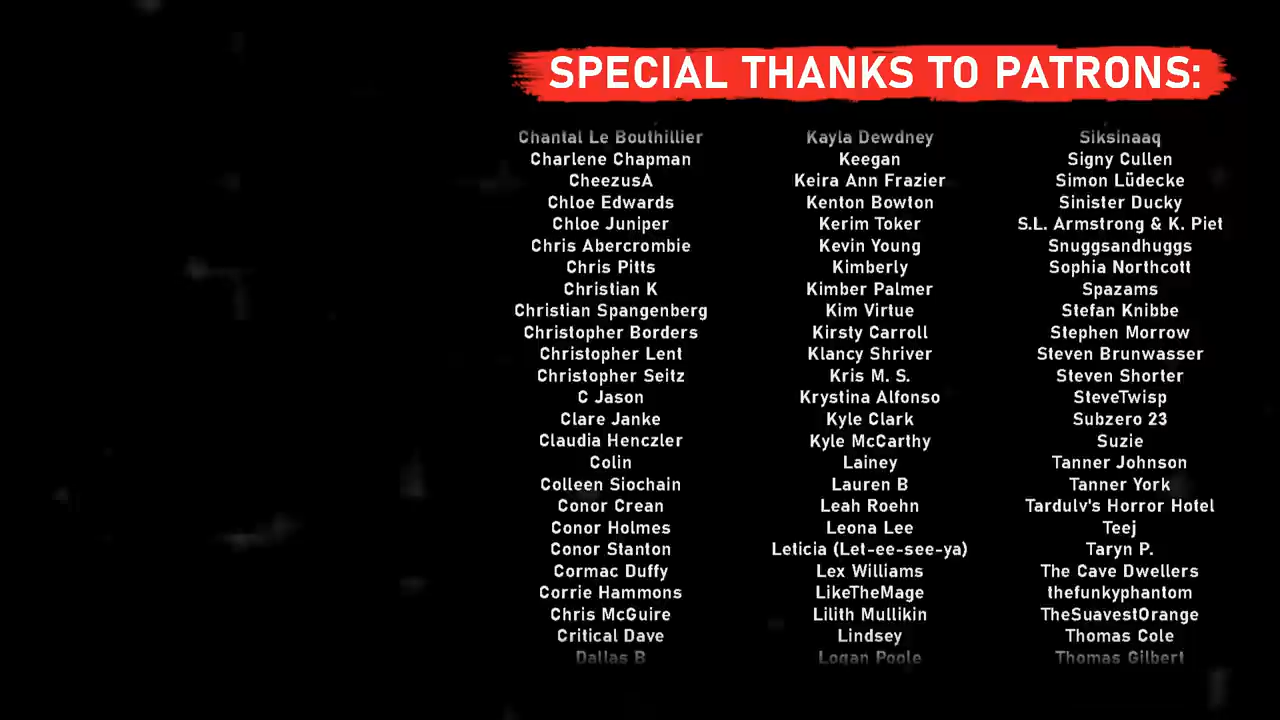 SPECIAL THANKS TO PATRONS:
Chantal Le Bouthillier
Charlene Chapman
CheezusA
Chloe Edwards
Chloe Juniper
Chris Abercrombie
Chris Pitts
Christian K
Christian Spangenberg
Christopher Borders
Christopher Lent
Christopher Seitz
C Jason
Clare Janke
Claudia Henczler
Colin
Colleen Siochain
Conor Crean
Conor Holmes
Conor Stanton
Cormac Duffy
Corrie Hammons
Chris McGuire
Critical Dave
Dallas B
Kayla Dewdney
Keegan
Keira Ann Frazier
Kenton Bowton
Kerim Toker
Kevin Young
Kimberly
Kimber Palmer
Kim Virtue
Kirsty Carroll
Klancy Shriver
Kris M. S.
Krystina Alfonso
Kyle Clark
Kyle McCarthy
Lainey
Lauren B
Leah Roehn
Leona Lee
Leticia (Let-ee-see-ya)
Lex Williams
LikeTheMage
Lilith Mullikin
Lindsey
Logan Poole
Siksinaaq
Signy Cullen
Simon Lüdecke
Sinister Ducky
S.L. Armstrong & K. Piet
Snuggsandhuggs
Sophia Northcott
Spazams
Stefan Knibbe
Stephen Morrow
Steven Brunwasser
Steven Shorter
SteveTwisp
Subzero 23
Suzie
Tanner Johnson
Tanner York
Tardulv's Horror Hotel
Teej
Taryn P.
The Cave Dwellers
thefunkyphantom
TheSuavestOrange
Thomas Cole
Thomas Gilbert